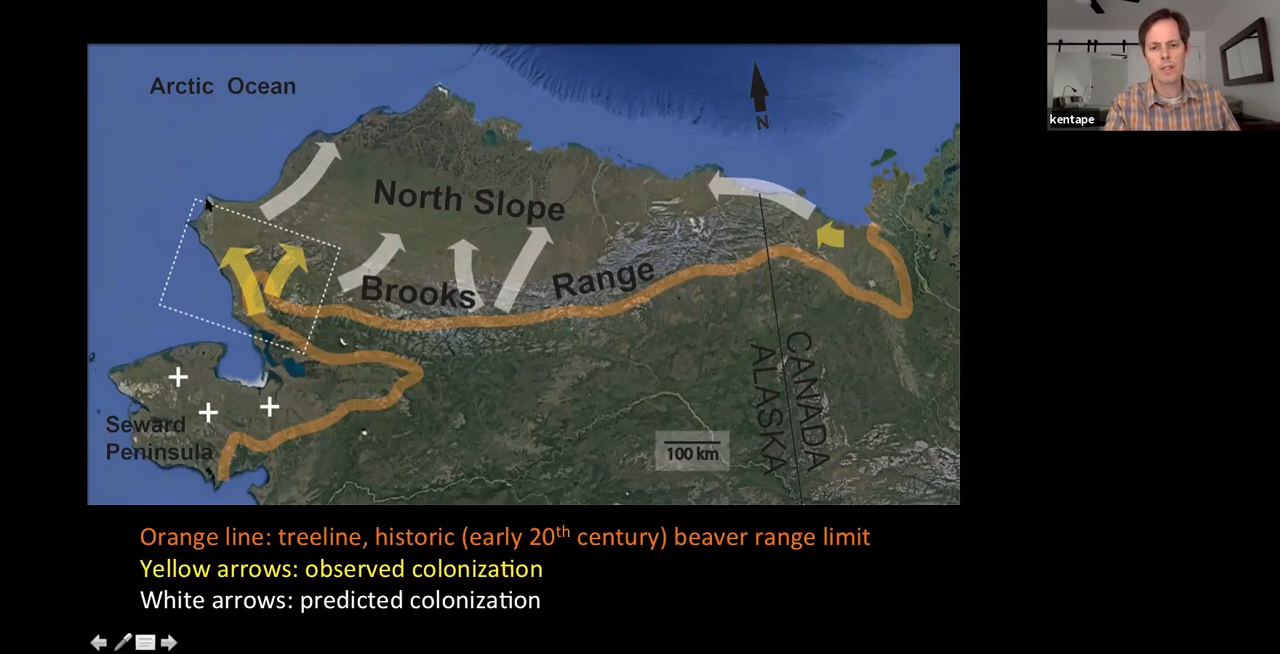 kentape
Arctic Ocean
N
North Slope
Brooks Range
CANADA
ALASKA
Seward
Peninsula
100 km
Orange line: treeline, historic (early 20th century) beaver range limit
Yellow arrows: observed colonization
White arrows: predicted colonization